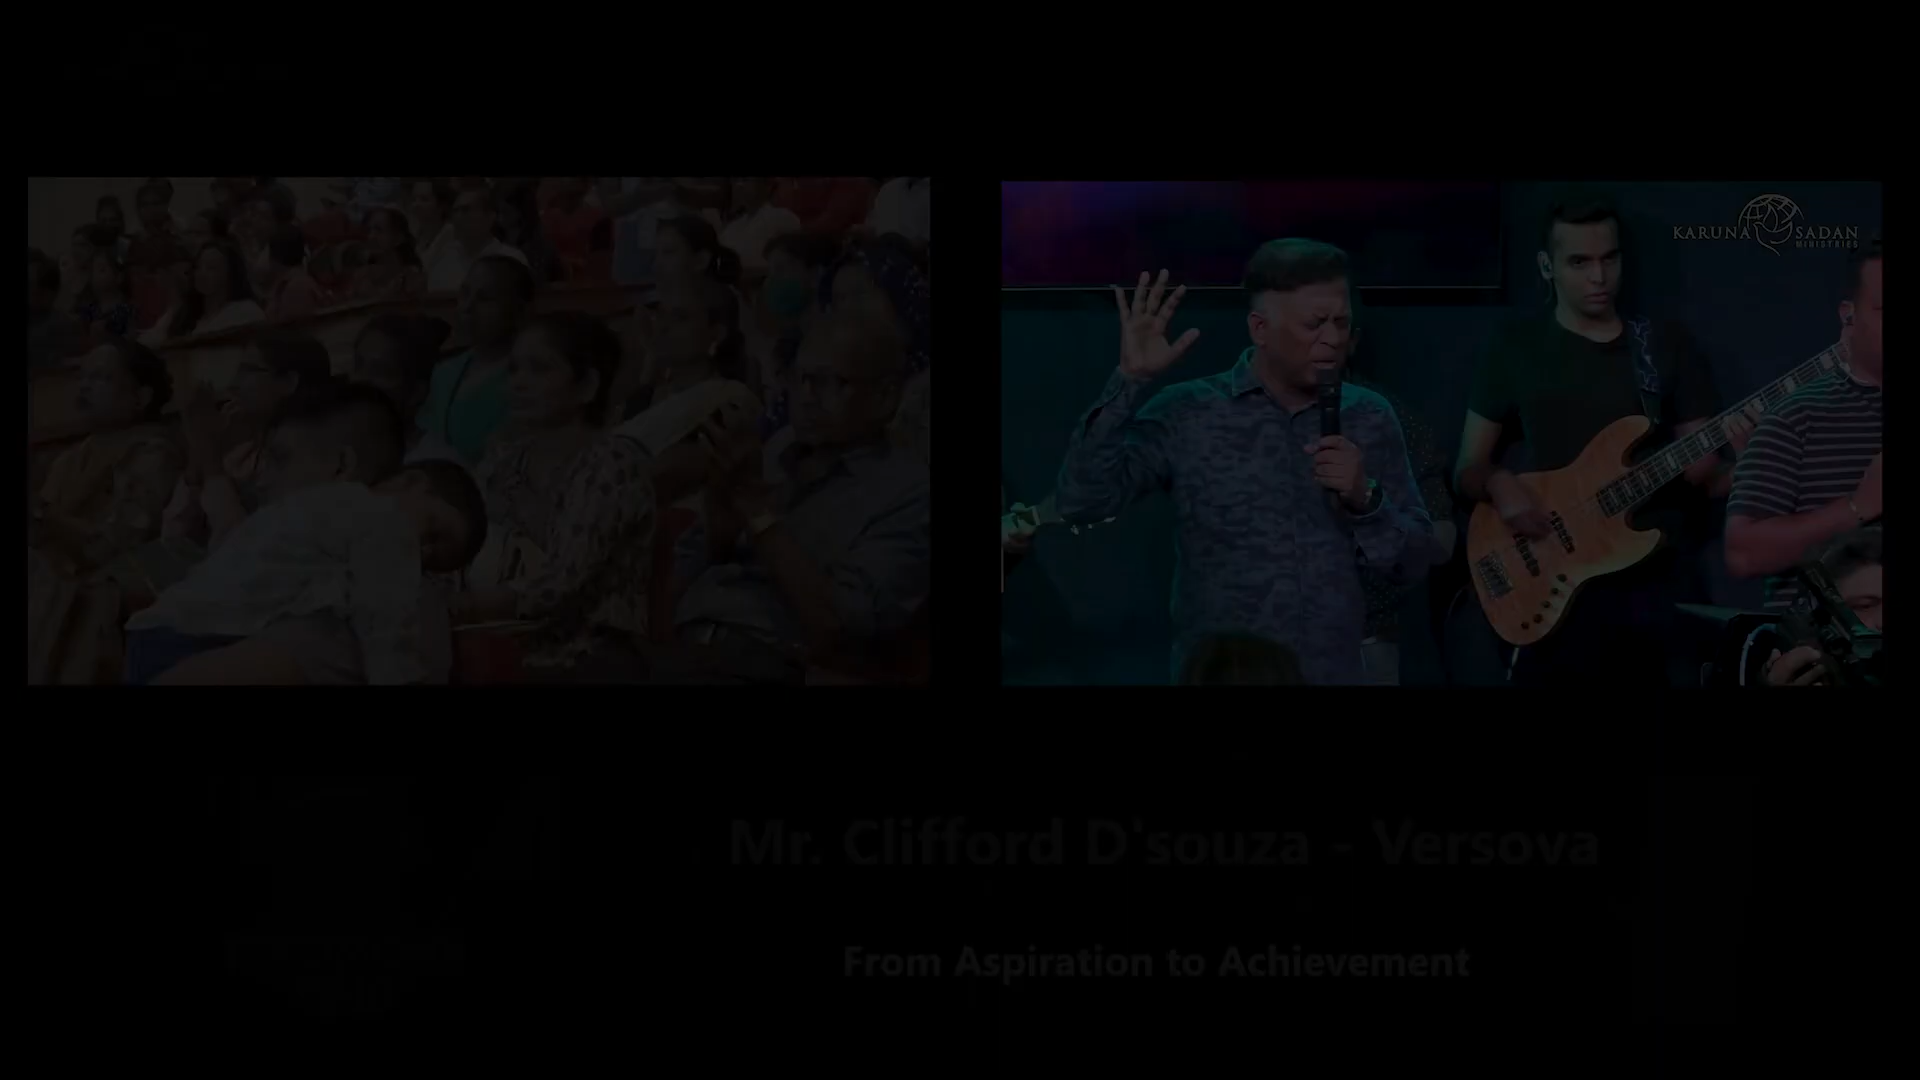 KARUNA SADAN
MINISTRIES
Mr. Clifford D'souza - Versova
From Aspiration to Achievement